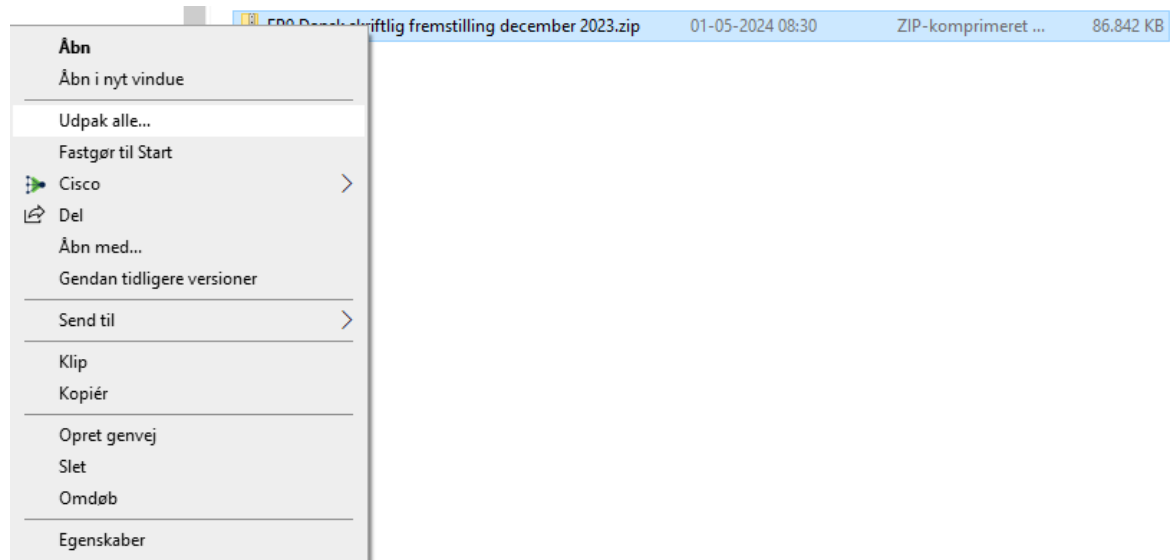 Dansk skriftlig fremstilling december 2023.zip 01-05-2024 08:30 ZIP-komprimeret ... 86.842 KB
Åbn
Åbn i nyt vindue
Udpak alle...
Fastgør til Start
Cisco
Del
Åbn med...
Gendan tidligere versioner
Send til
Klip
Kopiér
Opret genvej
Slet
Omdøb
Egenskaber